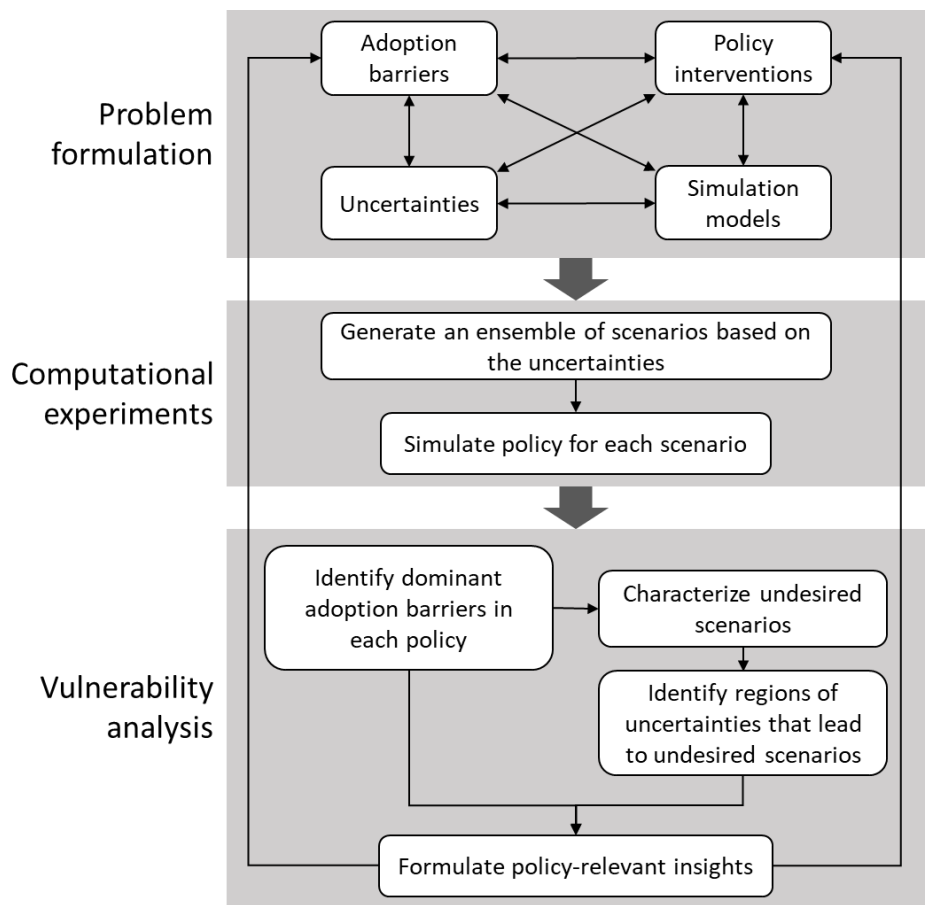 Problem
formulation
Adoption
barriers
Policy
interventions
Uncertainties
Simulation
models
Computational
experiments
Generate an ensemble of scenarios based on
the uncertainties
Simulate policy for each scenario
Vulnerability
analysis
Identify dominant
adoption barriers in
each policy
Characterize undesired
scenarios
Identify regions of
uncertainties that lead
to undesired scenarios
Formulate policy-relevant insights